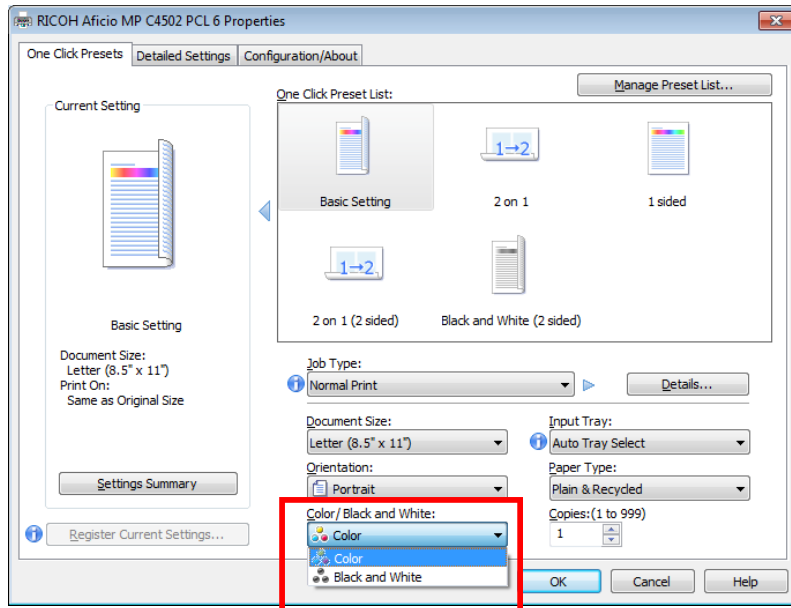 RICOH Aficio MP C4502 PCL 6 Properties
One Click Presets
Detailed Settings
Configuration/About
Current Setting
Basic Setting
Document Size:
Letter (8.5" x 11")
Print On:
Same as Original Size
Settings Summary
Register Current Settings...
Manage Preset List...
One Click Preset List:
Basic Setting
1→2
2 on 1
1 sided
1→2
2 on 1 (2 sided)
Black and White (2 sided)
Job Type:
Normal Print
Details...
Document Size:
Letter (8.5" x 11")
Input Tray:
Auto Tray Select
Orientation:
Portrait
Paper Type:
Plain & Recycled
Color/ Black and White:
Color
Color
Black and White
Copies:(1 to 999)
1
OK
Cancel
Help